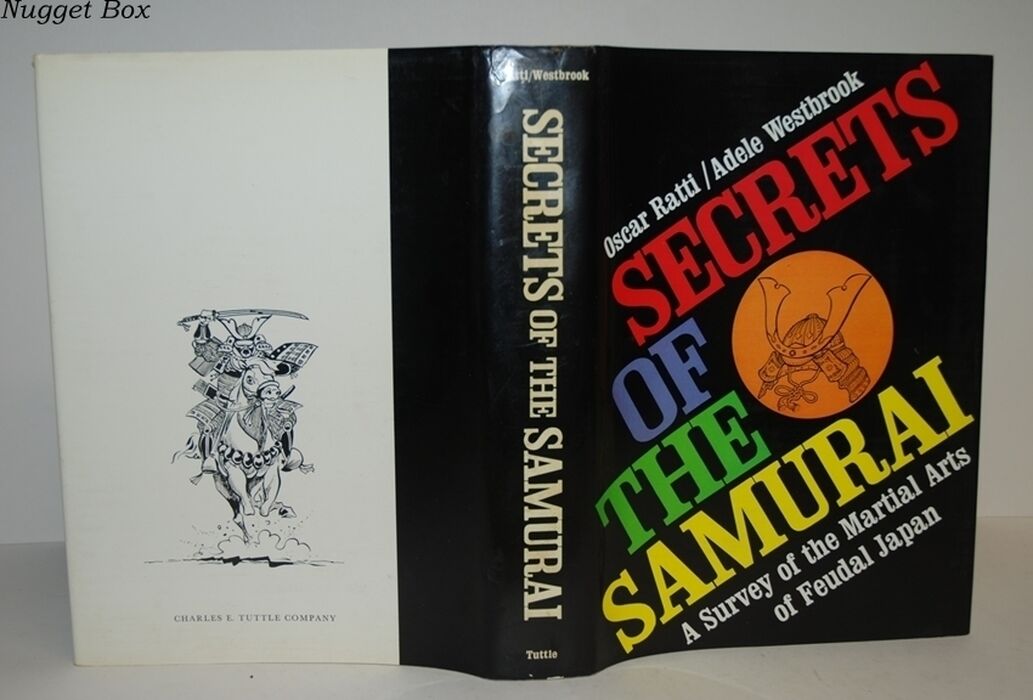 Nugget Box
CHARLES E. TUTTLE COMPANY
/Westbrook
SECRETS OF THE SAMURAI
Tuttle
Oscar Ratti / Adele Westbrook
SECRETS
OF
THE
SAMURAI
A Survey of the Martial Arts
of Feudal Japan